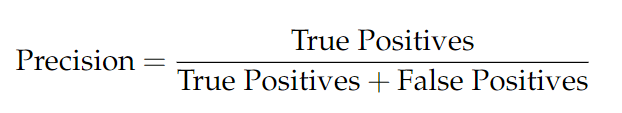 Precision = True Positives / True Positives + False Positives